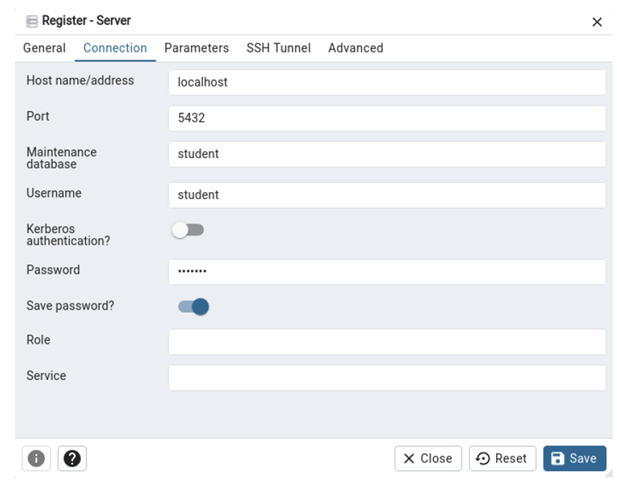 Register - Server
General Connection Parameters SSH Tunnel Advanced
Host name/address localhost
Port 5432
Maintenance
database student
Username student
Kerberos
authentication?
Password •••••••
Save password?
Role
Service
Close Reset Save